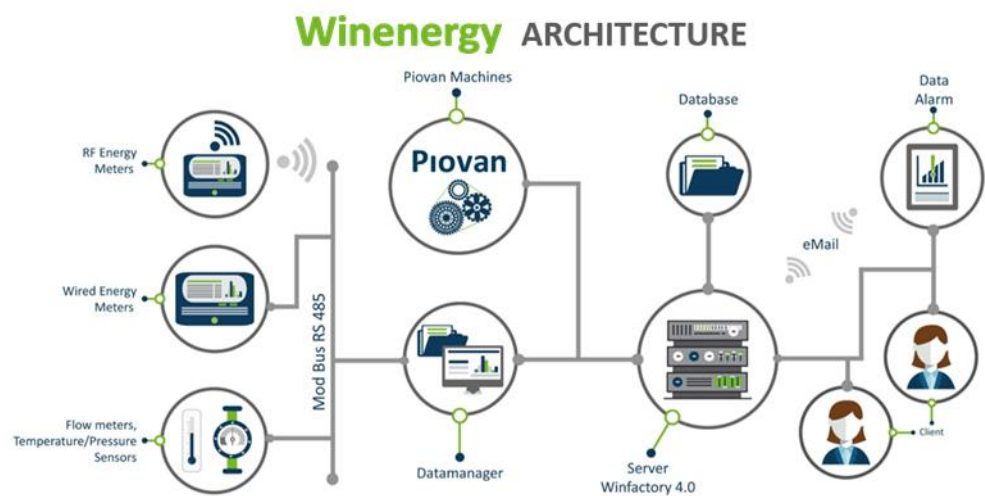 Winenergy ARCHITECTURE
Piovan Machines
Database
Data
Alarm
RF Energy
Meters
Piovan
eMail
Wired Energy
Meters
Mod Bus RS 485
Flow meters,
Temperature/Pressure
Sensors
Datamanager
Server
Winfactory 4.0
Client